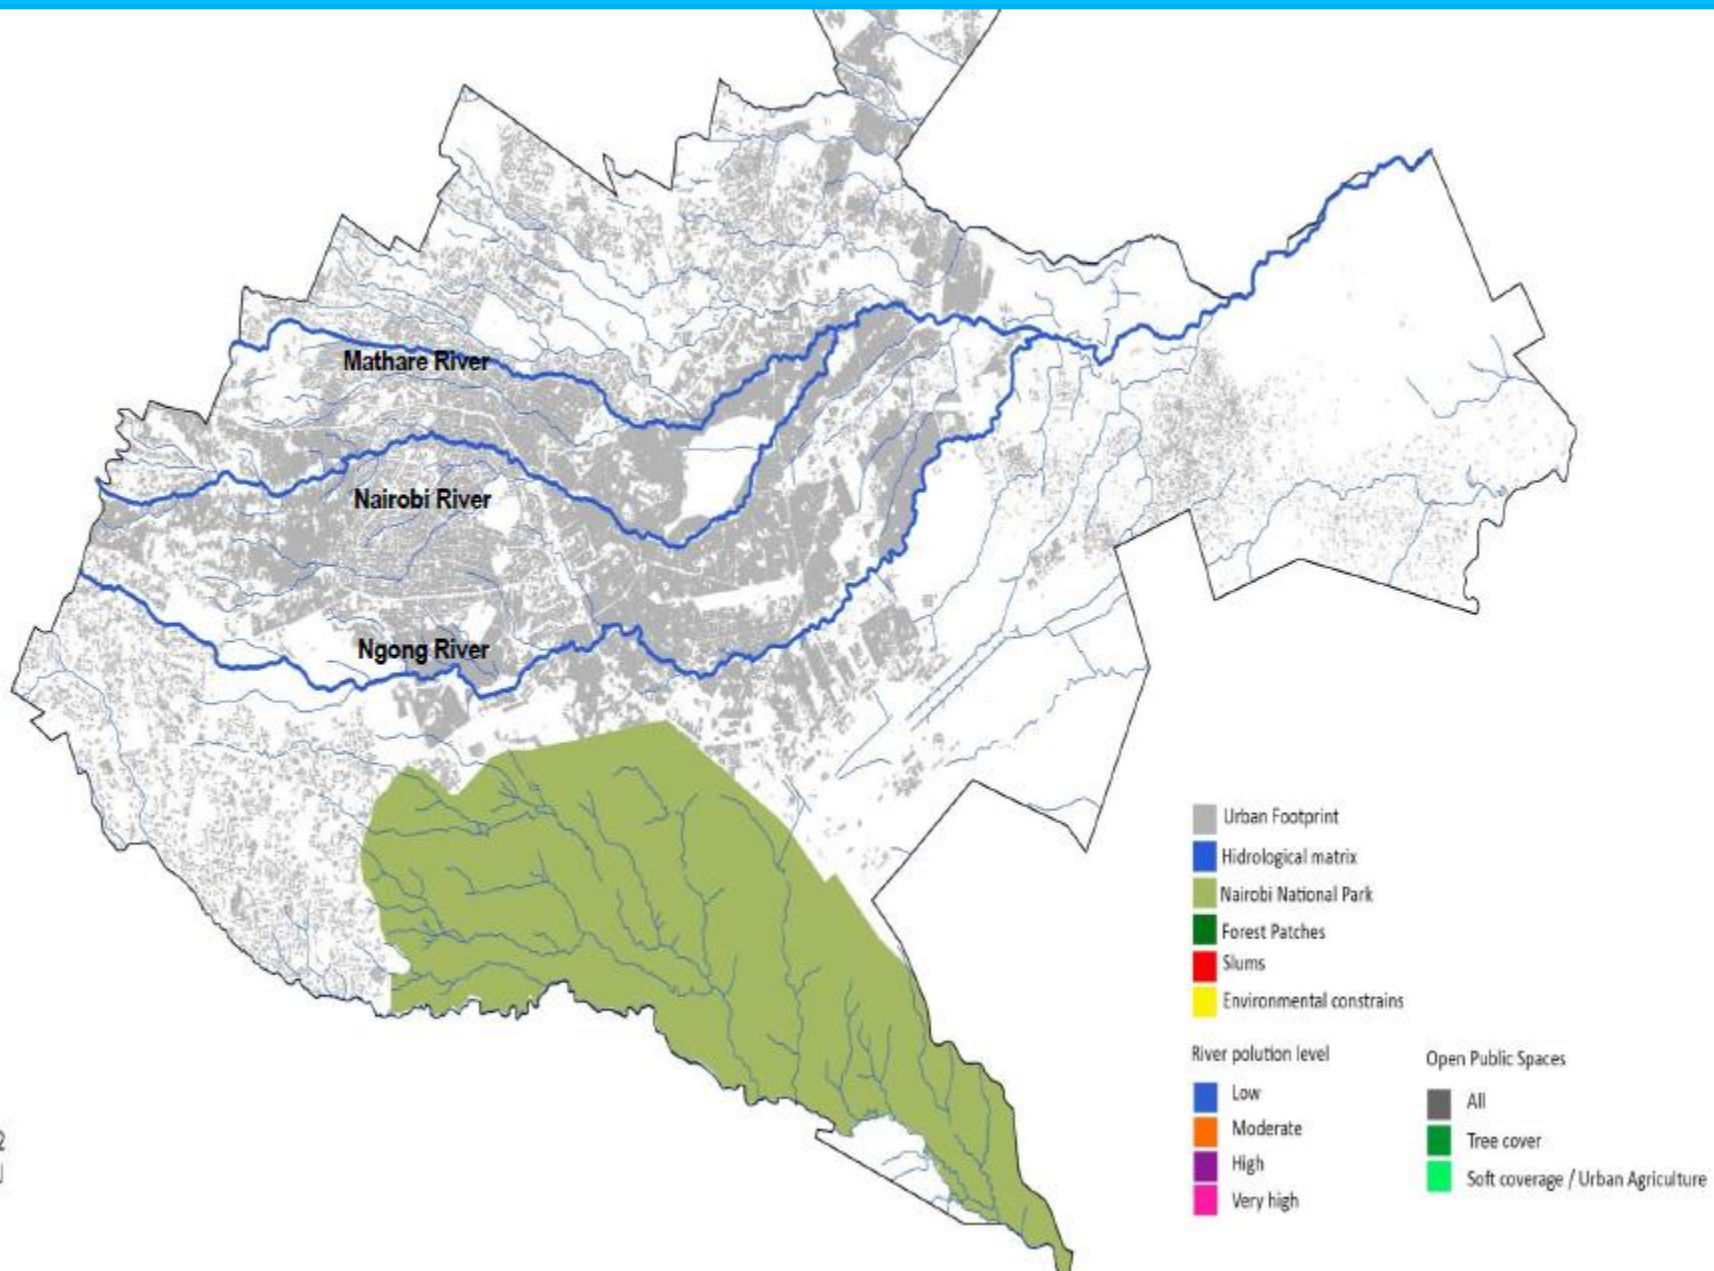 Mathare River
Nairobi River
Ngong River
Urban Footprint
Hidrological matrix
Nairobi National Park
Forest Patches
Slums
Environmental constrains
River polution level
Low
Moderate
High
Very high
Open Public Spaces
All
Tree cover
Soft coverage / Urban Agriculture